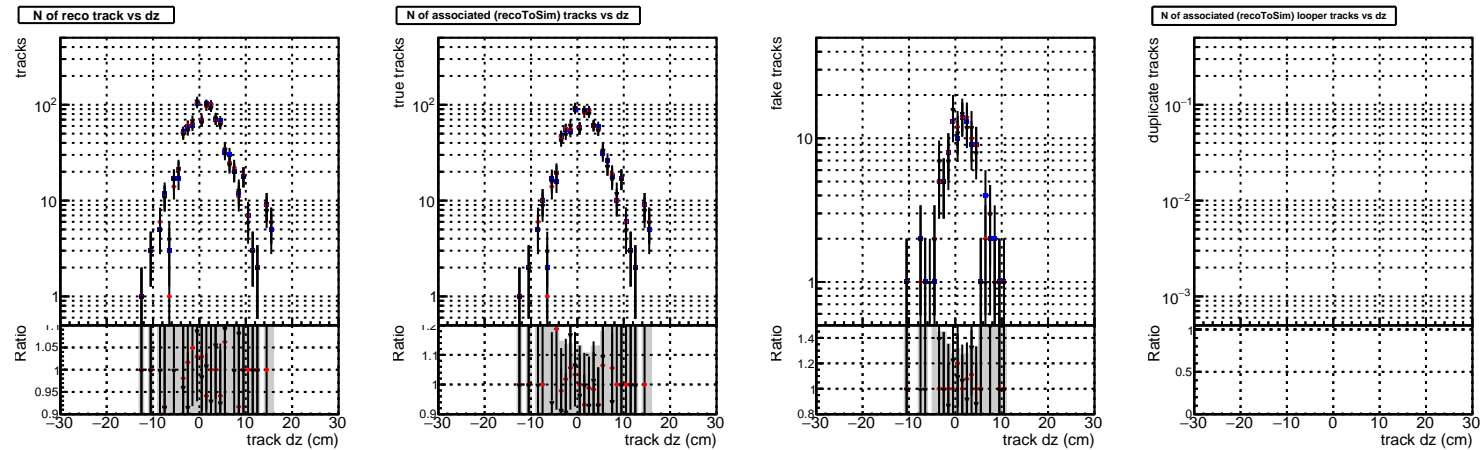 N of reco track vs dz
tracks
10²
10
1
Ratio
1.1
1.05
1
0.95
0.9
−30 −20 −10 0 10 20 30
track dz (cm)
N of associated (recoToSim) tracks vs dz
true tracks
10²
10
1
Ratio
1.2
1.1
1
0.9
−30 −20 −10 0 10 20 30
track dz (cm)
fake tracks
10
1
Ratio
1.4
1.2
1
0.8
−30 −20 −10 0 10 20 30
track dz (cm)
N of associated (recoToSim) looper tracks vs dz
duplicate tracks
10⁻¹
10⁻²
10⁻³
Ratio
1
0.5
0
−30 −20 −10 0 10 20 30
track dz (cm)